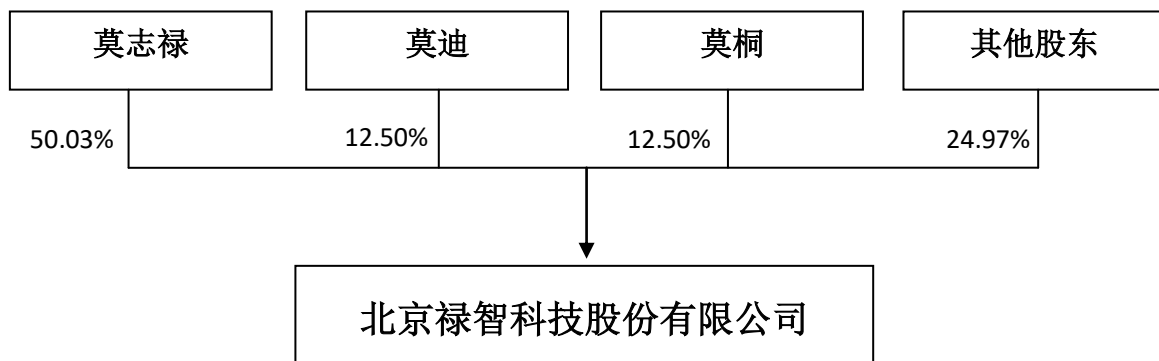 莫志禄
莫迪
莫桐
其他股东
50.03%
12.50%
12.50%
24.97%
北京禄智科技股份有限公司